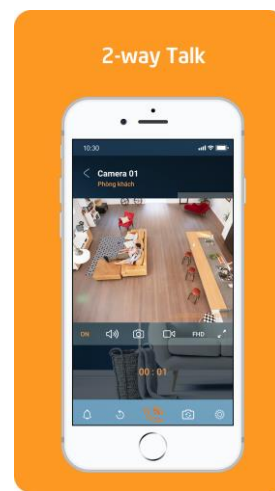 2-way Talk
10:30
Camera 01
Phòng khách
ON
FHD
00 : 01